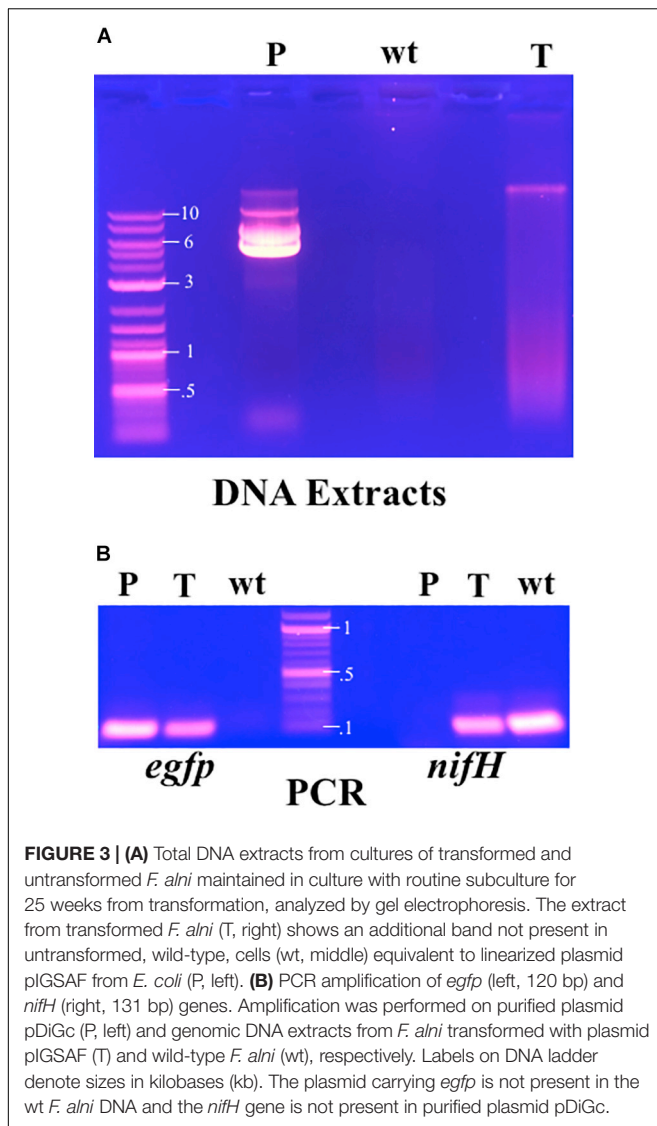 A
P wt T
10
6
3
1
.5
DNA Extracts
B
P T wt P T wt
1
.5
.1
egfp nifH
PCR
FIGURE 3 | (A) Total DNA extracts from cultures of transformed and
untransformed F. alni maintained in culture with routine subculture for
25 weeks from transformation, analyzed by gel electrophoresis. The extract
from transformed F. alni (T, right) shows an additional band not present in
untransformed, wild-type, cells (wt, middle) equivalent to linearized plasmid
pIGSAF from E. coli (P, left). (B) PCR amplification of egfp (left, 120 bp) and
nifH (right, 131 bp) genes. Amplification was performed on purified plasmid
pDiGc (P, left) and genomic DNA extracts from F. alni transformed with plasmid
pIGSAF (T) and wild-type F. alni (wt), respectively. Labels on DNA ladder
denote sizes in kilobases (kb). The plasmid carrying egfp is not present in the
wt F. alni DNA and the nifH gene is not present in purified plasmid pDiGc.